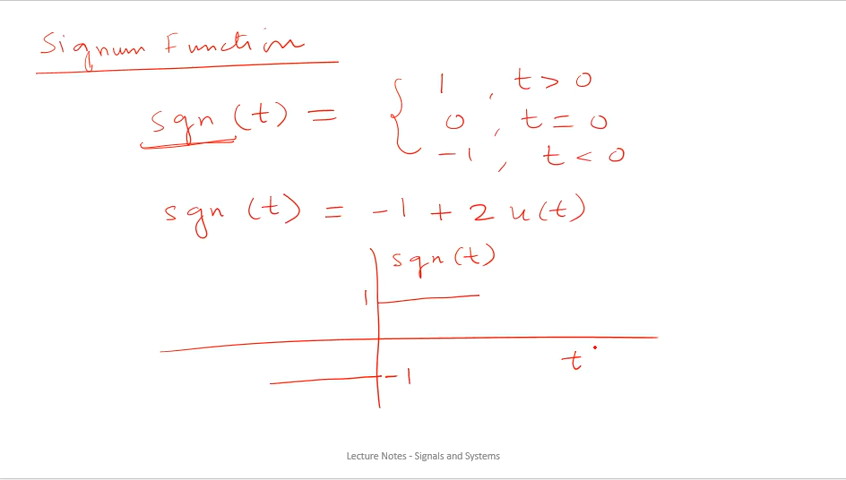 Signum Function
sgn (t) = { 1 , t > 0
0 , t = 0
-1 , t < 0
sgn (t) = -1 + 2 u(t)
sgn (t)
1
t
-1
Lecture Notes - Signals and Systems